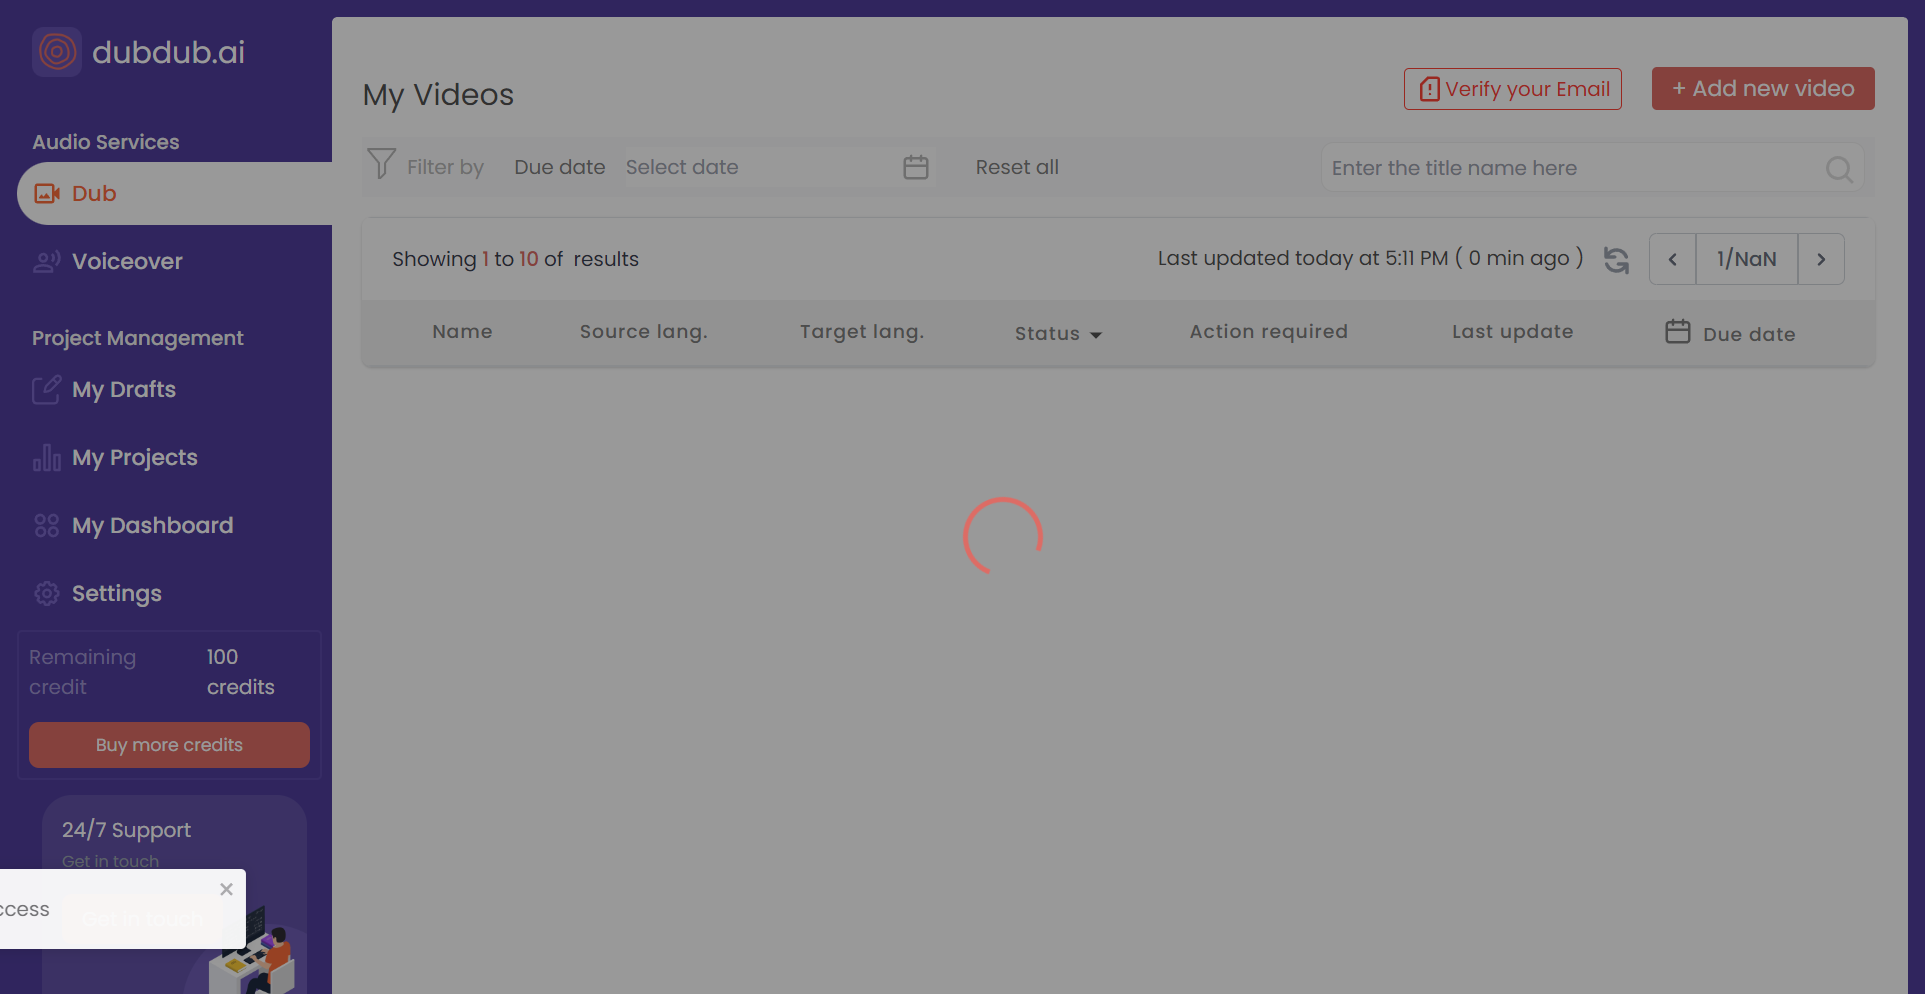 dubdub.ai
Audio Services
Dub
Voiceover
Project Management
My Drafts
My Projects
My Dashboard
Settings
Remaining credit
100 credits
Buy more credits
24/7 Support
Get in touch
My Videos
Verify your Email
+ Add new video
Filter by
Due date
Select date
Reset all
Enter the title name here
Showing 1 to 10 of results
Last updated today at 5:11 PM ( 0 min ago )
1/NaN
Name
Source lang.
Target lang.
Status
Action required
Last update
Due date